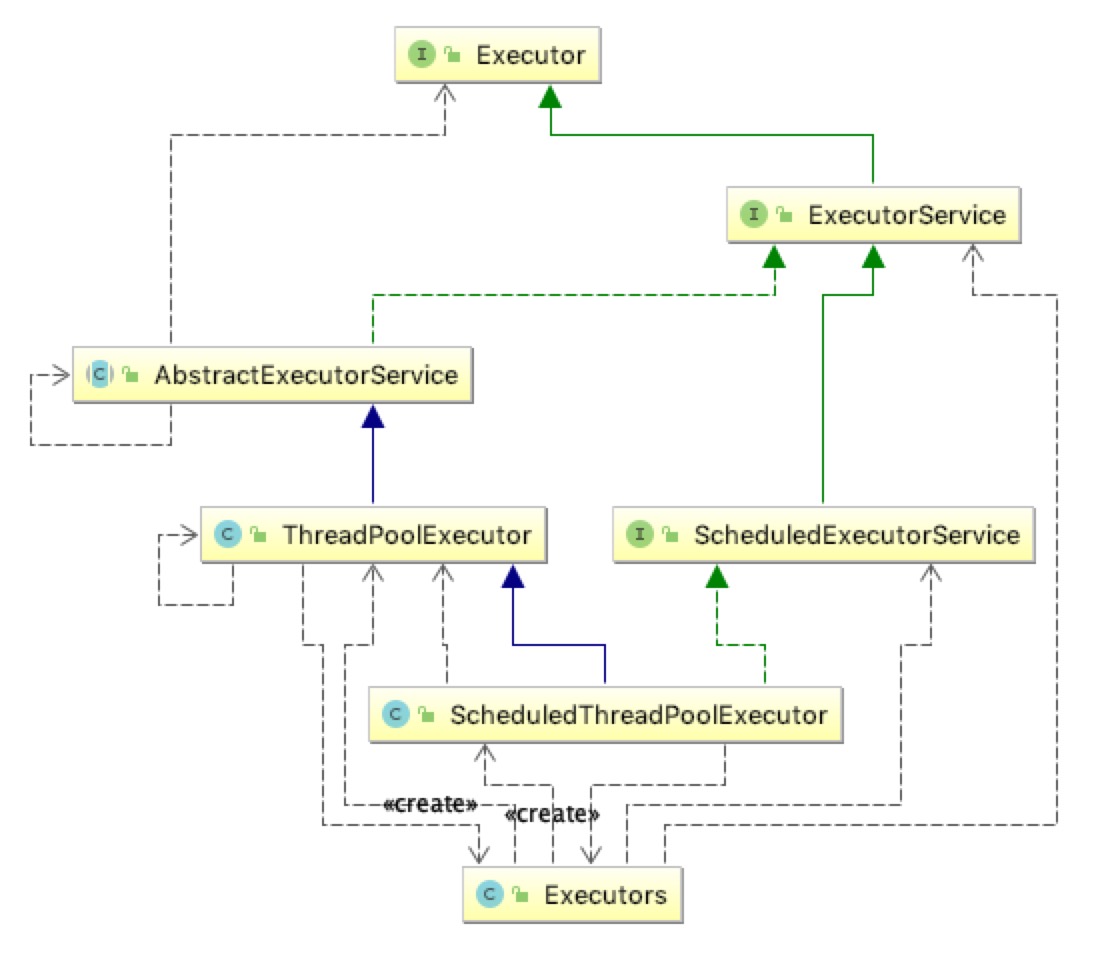 I Executor
I ExecutorService
C AbstractExecutorService
C ThreadPoolExecutor
I ScheduledExecutorService
C ScheduledThreadPoolExecutor
«create»
«create»
C Executors